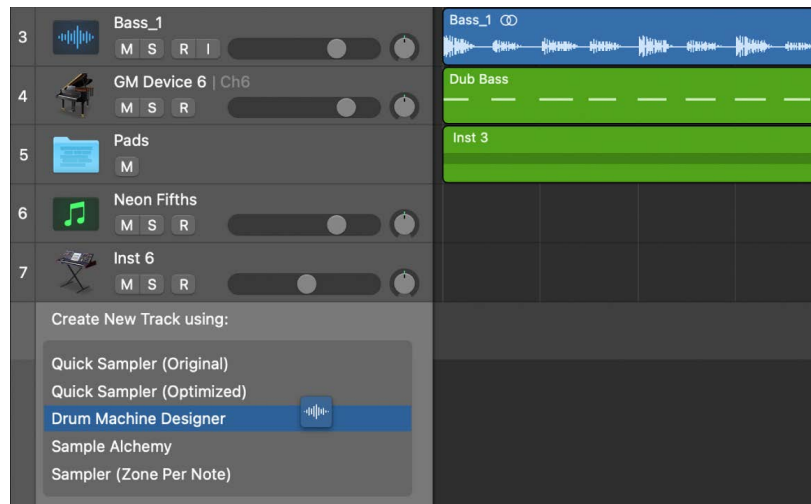 3
Bass_1
M S R I
4
GM Device 6 | Ch6
M S R
5
Pads
M
6
Neon Fifths
M S R
7
Inst 6
M S R
Bass_1
Dub Bass
Inst 3
Create New Track using:
Quick Sampler (Original)
Quick Sampler (Optimized)
Drum Machine Designer
Sample Alchemy
Sampler (Zone Per Note)